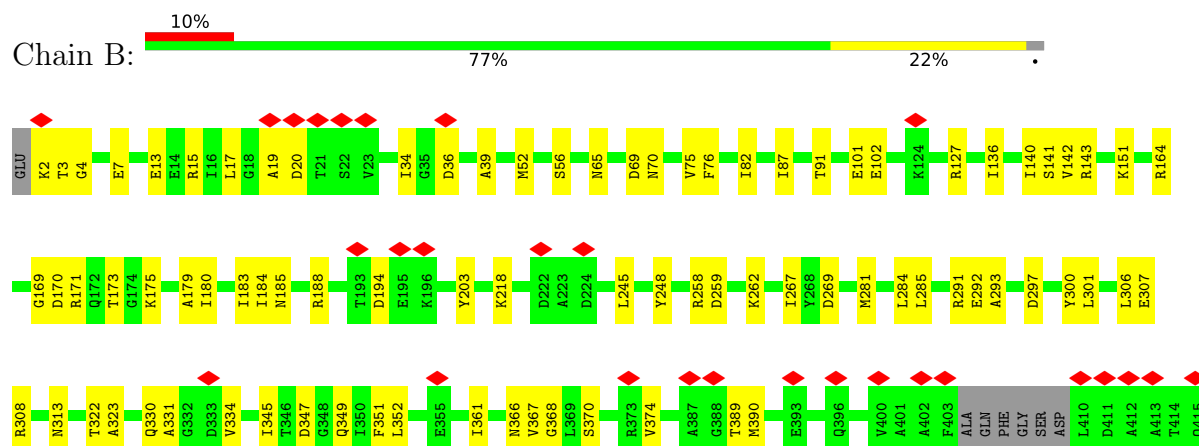 10%
Chain B:
77% 22% •
GLU K2 T3 G4 E7 E13 E14 R15 I16 L17 G18 A19 D20 T21 S22 V23 I34 G35 D36 A39 M52 S56 N65 D69 N70 V75 F76 I82 I87 T91 E101 E102 K124 R127 I136 I140 S141 V142 R143 K151 R164
G169 D170 R171 Q172 T173 G174 K175 A179 I180 I183 I184 N185 R188 T193 D194 E195 K196 Y203 K218 D222 A223 D224 L245 Y248 R258 D259 K262 I267 Y268 D269 M281 L284 L285 R291 E292 A293 D297 Y300 L301 L306 E307
R308 N313 T322 A323 Q330 A331 G332 D333 V334 I345 T346 D347 G348 Q349 I350 F351 L352 E355 I361 N366 V367 G368 L369 S370 R373 V374 A387 G388 T389 M390 E393 Q396 V400 A401 A402 F403 ALA GLN PHE GLY SER ASP L410 D411 A412 A413 T414